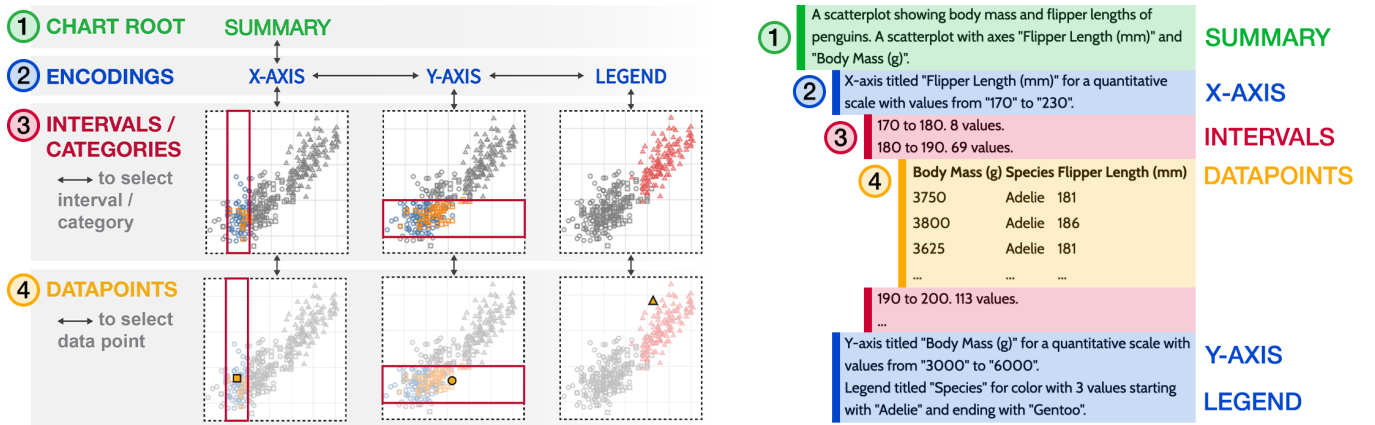 1 CHART ROOT SUMMARY
2 ENCODINGS X-AXIS Y-AXIS LEGEND
3 INTERVALS /
CATEGORIES
to select
interval /
category
4 DATAPOINTS
to select
data point
1
A scatterplot showing body mass and flipper lengths of
penguins. A scatterplot with axes "Flipper Length (mm)" and
"Body Mass (g)".
SUMMARY
2
X-axis titled "Flipper Length (mm)" for a quantitative
scale with values from "170" to "230".
X-AXIS
3
170 to 180. 8 values.
180 to 190. 69 values.
INTERVALS
4
Body Mass (g) Species Flipper Length (mm)
3750 Adelie 181
3800 Adelie 186
3625 Adelie 181
... ... ...
DATAPOINTS
190 to 200. 113 values.
...
Y-axis titled "Body Mass (g)" for a quantitative scale with
values from "3000" to "6000".
Y-AXIS
Legend titled "Species" for color with 3 values starting
with "Adelie" and ending with "Gentoo".
LEGEND